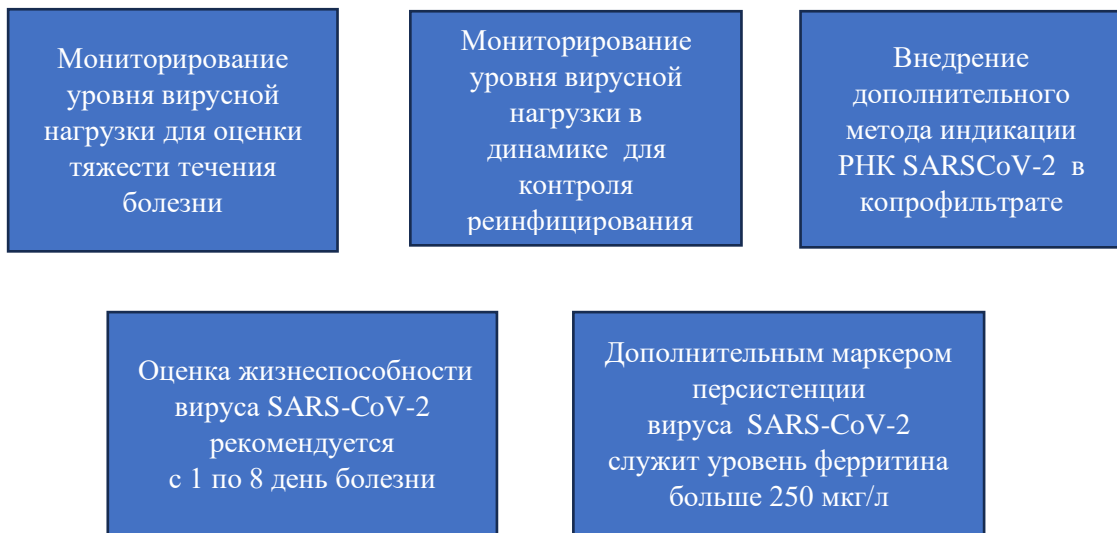 Мониторирование
уровня вирусной
нагрузки для оценки
тяжести течения
болезни
Мониторирование
уровня вирусной
нагрузки в
динамике для
контроля
реинфицирования
Внедрение
дополнительного
метода индикации
РНК SARSCoV-2 в
копрофильтрате
Оценка жизнеспособности
вируса SARS-CoV-2
рекомендуется
с 1 по 8 день болезни
Дополнительным маркером
персистенции
вируса SARS-CoV-2
служит уровень ферритина
больше 250 мкг/л